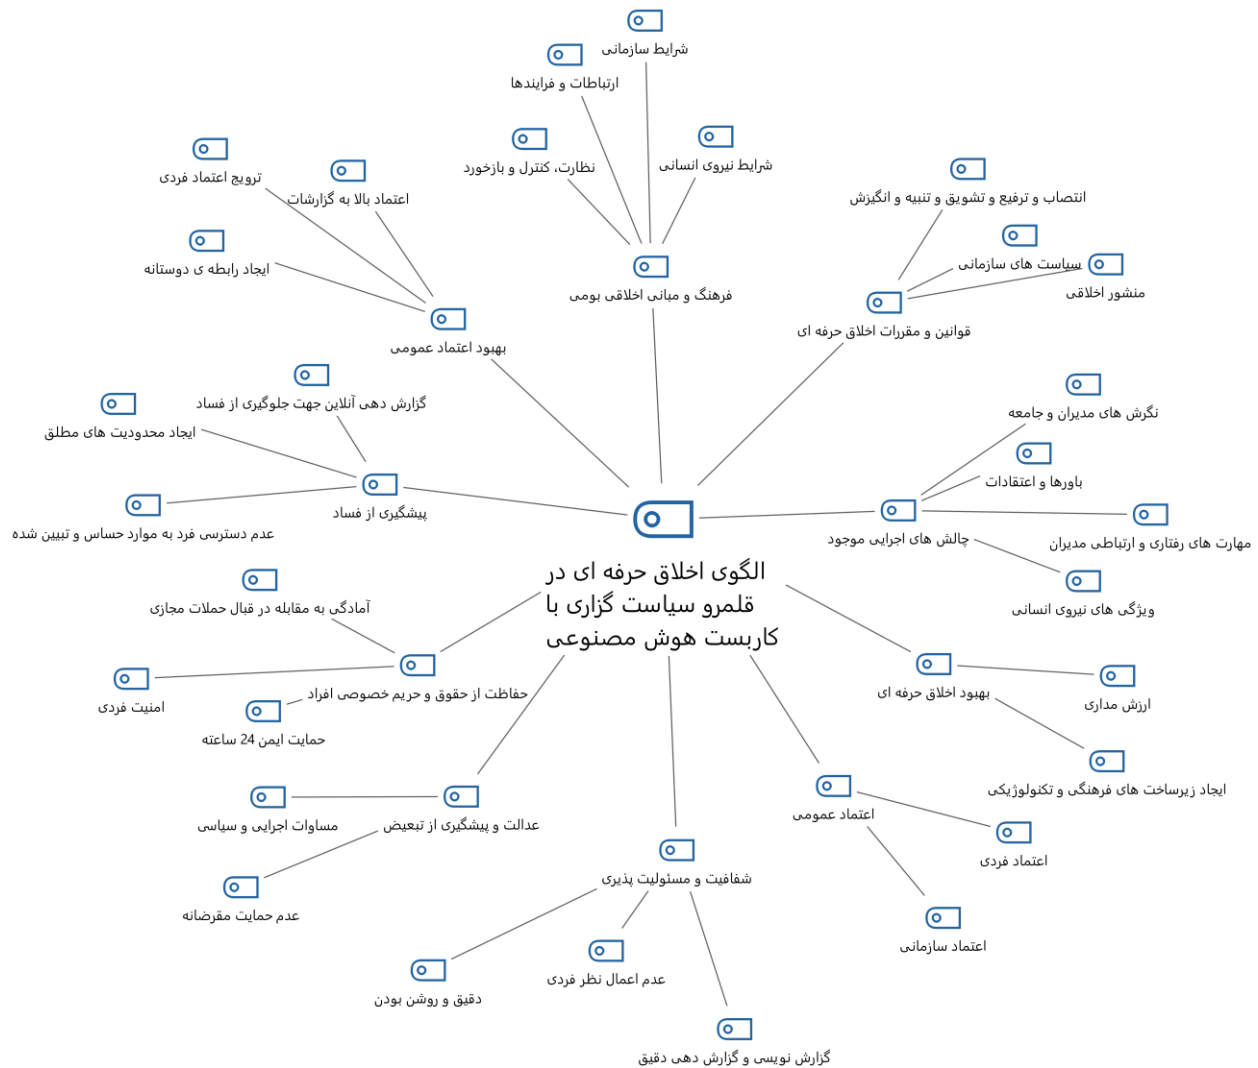 شرایط سازمانی
ارتباطات و فرایندها
شرایط نیروی انسانی
نظارت، کنترل و بازخورد
فرهنگ و مبانی اخلاقی بومی
انتصاب و ترفیع و تشویق و تنبیه و انگیزش
سیاست های سازمانی
منشور اخلاقی
قوانین و مقررات اخلاق حرفه ای
ترویج اعتماد فردی
اعتماد بالا به گزارشات
ایجاد رابطه ی دوستانه
بهبود اعتماد عمومی
نگرش های مدیران و جامعه
باورها و اعتقادات
مهارت های رفتاری و ارتباطی مدیران
چالش های اجرایی موجود
ویژگی های نیروی انسانی
گزارش دهی آنلاین جهت جلوگیری از فساد
ایجاد محدودیت های مطلق
پیشگیری از فساد
عدم دسترسی فرد به موارد حساس و تبیین شده
الگوی اخلاق حرفه ای در
قلمرو سیاست گزاری با
کاربست هوش مصنوعی
آمادگی به مقابله در قبال حملات مجازی
حفاظت از حقوق و حریم خصوصی افراد
امنیت فردی
حمایت ایمن 24 ساعته
بهبود اخلاق حرفه ای
ارزش مداری
ایجاد زیرساخت های فرهنگی و تکنولوژیکی
اعتماد عمومی
اعتماد فردی
اعتماد سازمانی
عدالت و پیشگیری از تبعیض
مساوات اجرایی و سیاسی
عدم حمایت مقرضانه
شفافیت و مسئولیت پذیری
عدم اعمال نظر فردی
دقیق و روشن بودن
گزارش نویسی و گزارش دهی دقیق